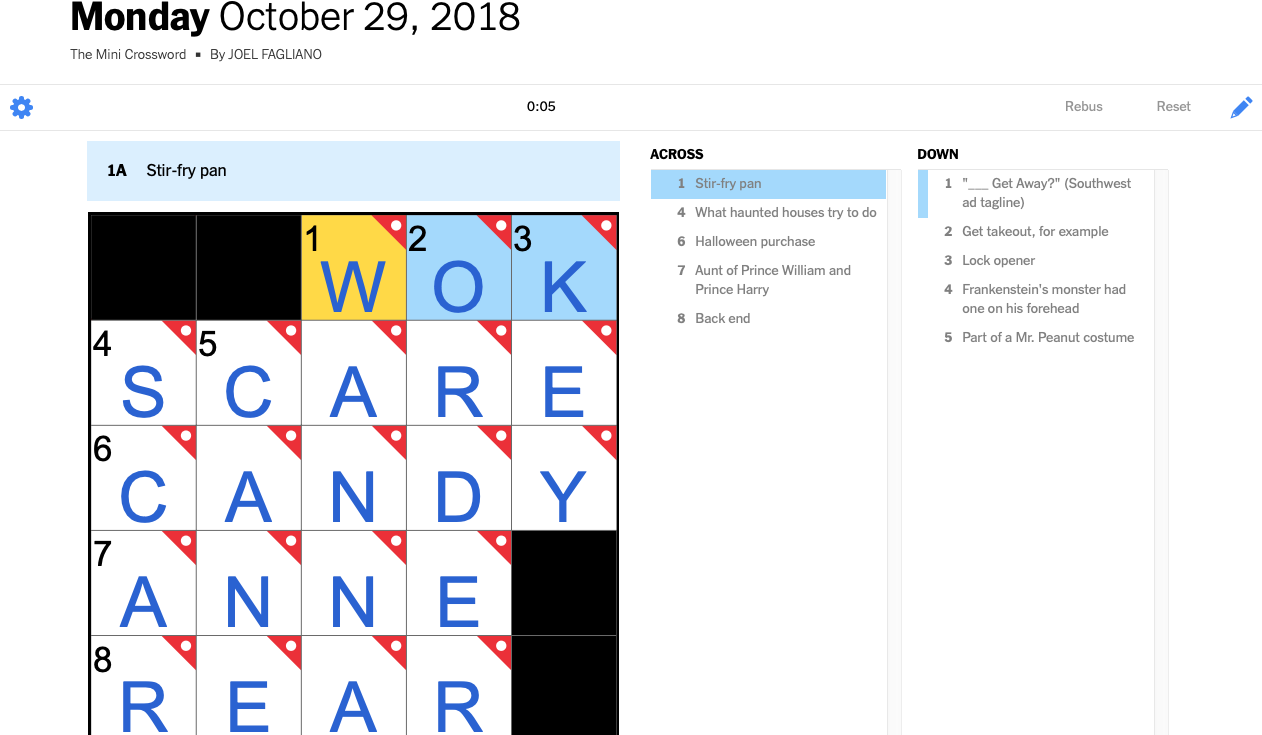 Monday October 29, 2018
The Mini Crossword ▪ By JOEL FAGLIANO
0:05
Rebus
Reset
1A Stir-fry pan
1 W 2 O 3 K
4 S 5 C A R E
6 C A N D Y
7 A N N E
8 R E A R
ACROSS
1 Stir-fry pan
4 What haunted houses try to do
6 Halloween purchase
7 Aunt of Prince William and
Prince Harry
8 Back end
DOWN
1 "___ Get Away?" (Southwest
ad tagline)
2 Get takeout, for example
3 Lock opener
4 Frankenstein's monster had
one on his forehead
5 Part of a Mr. Peanut costume